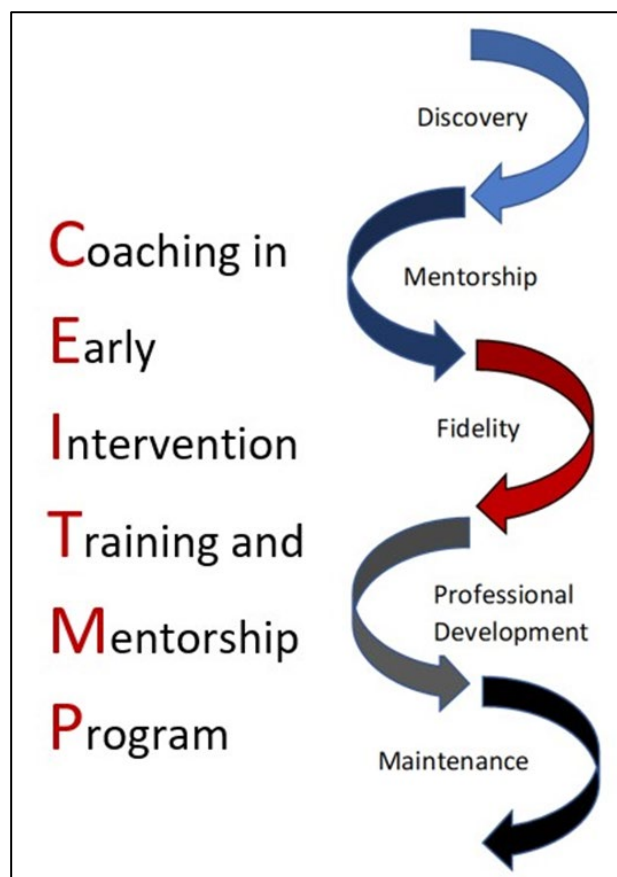 Coaching in
Early
Intervention
Training and
Mentorship
Program
Discovery
Mentorship
Fidelity
Professional
Development
Maintenance